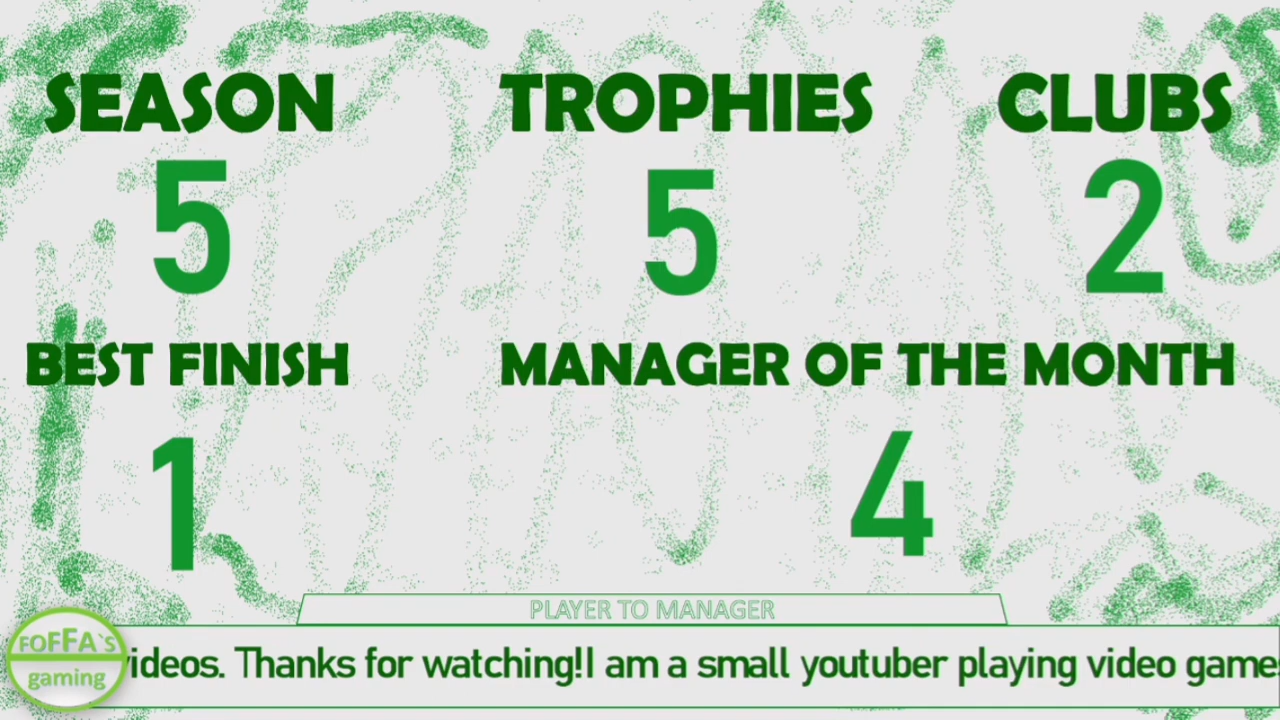 SEASON TROPHIES CLUBS
5 5 2
BEST FINISH MANAGER OF THE MONTH
1 4
PLAYER TO MANAGER
FOFFA`S
gaming
videos. Thanks for watching!I am a small youtuber playing video game